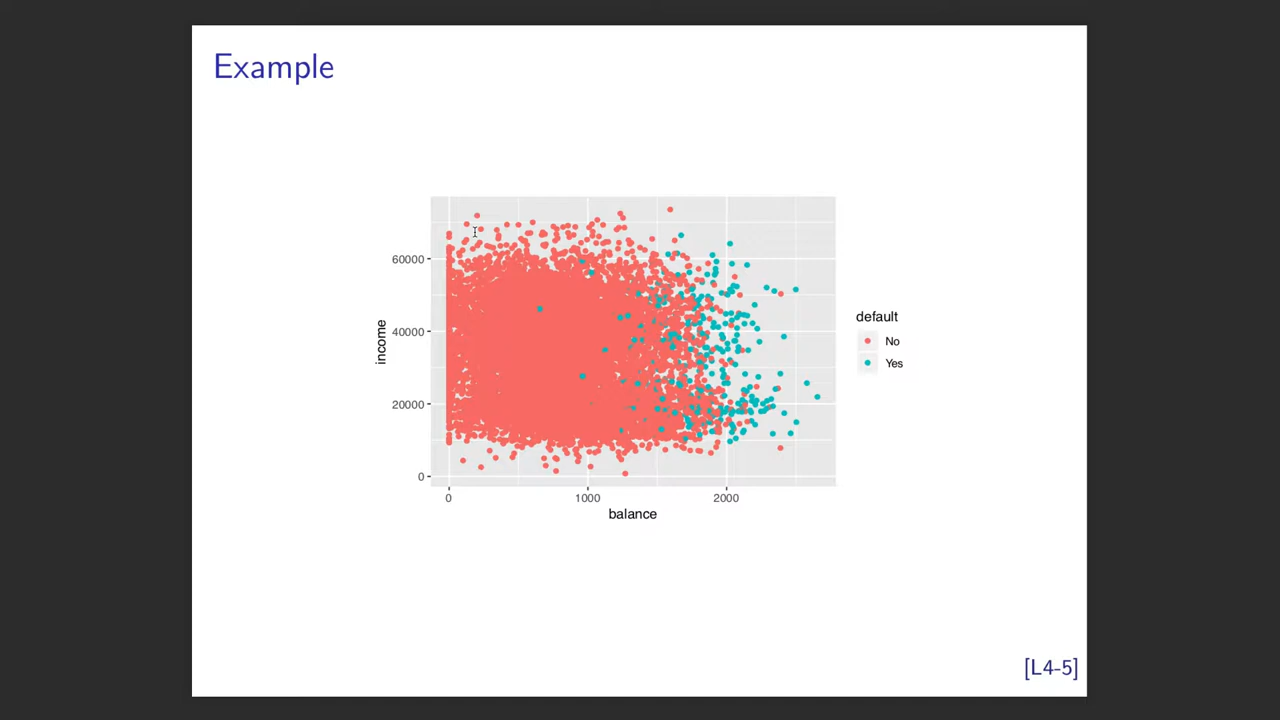 Example
60000
40000
20000
0
income
0 1000 2000
balance
default
No
Yes
[L4-5]